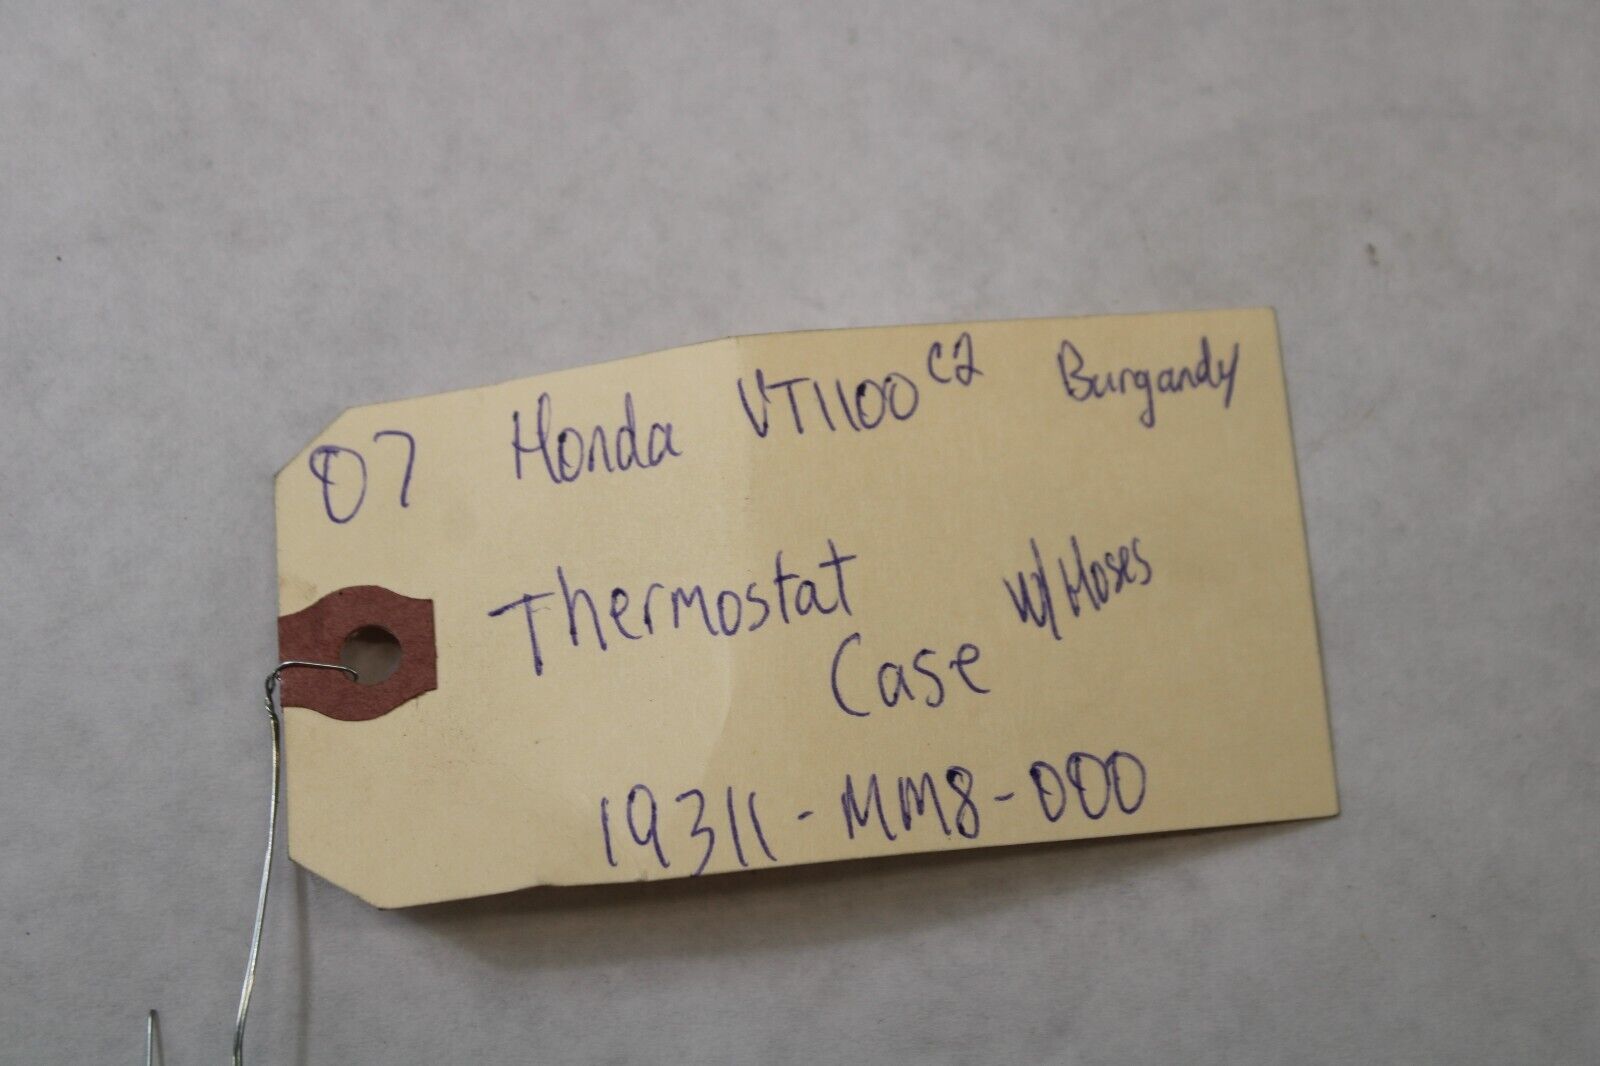 07 Honda VT1100 C2 Burgandy
Thermostat
Case w/ Hoses
19311-MM8-000